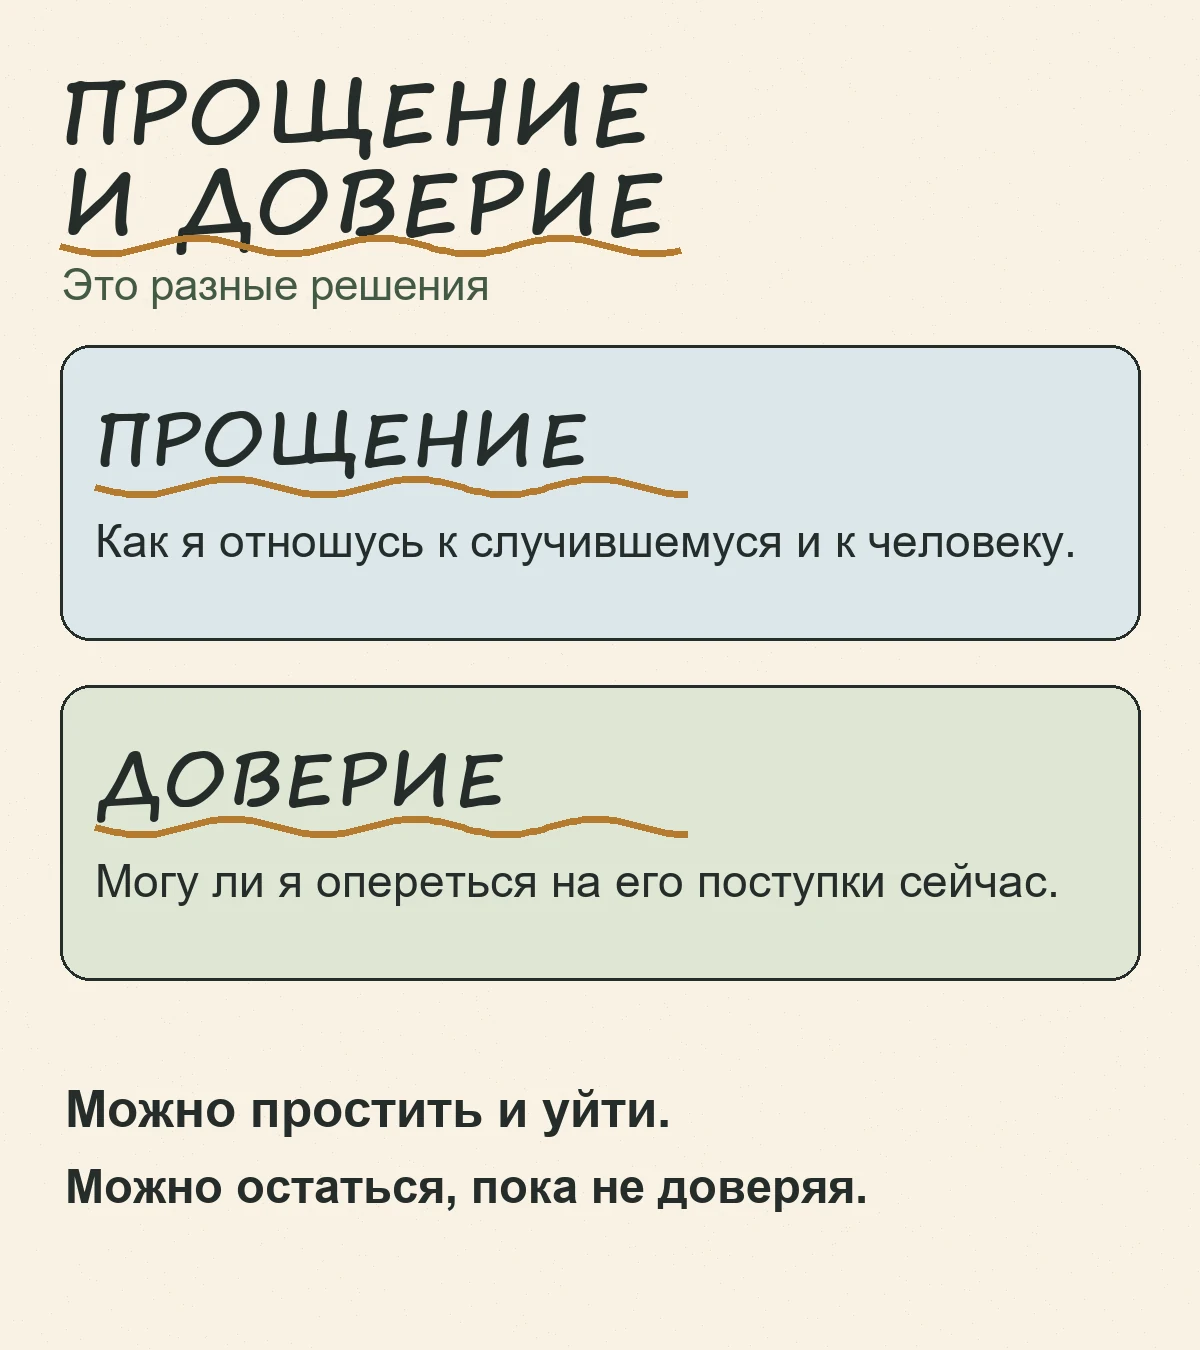 ПРОЩЕНИЕ
И ДОВЕРИЕ
Это разные решения
ПРОЩЕНИЕ
Как я отношусь к случившемуся и к человеку.
ДОВЕРИЕ
Могу ли я опереться на его поступки сейчас.
Можно простить и уйти.
Можно остаться, пока не доверяя.